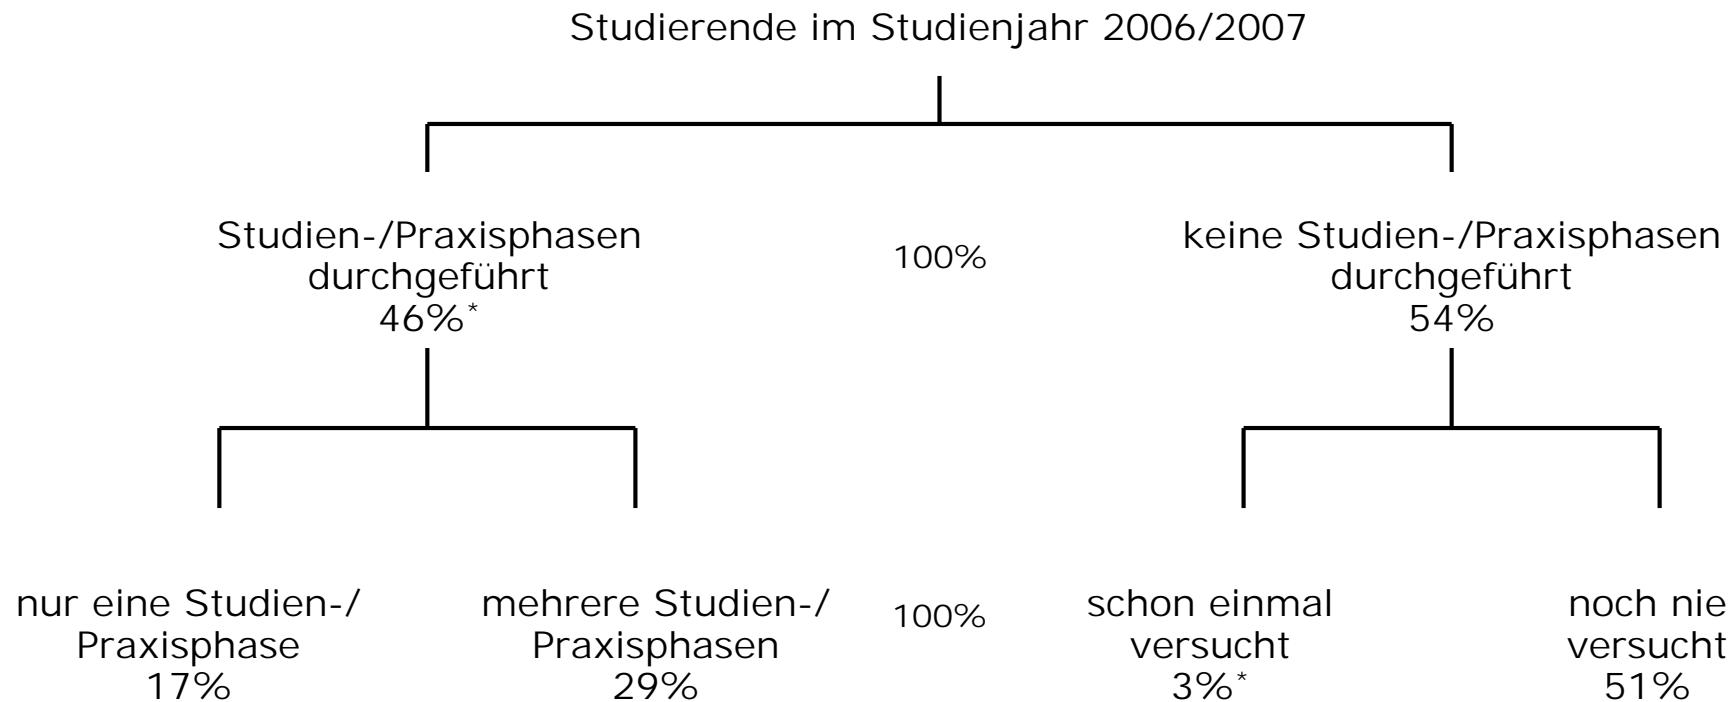 Studierende im Studienjahr 2006/2007
Studien-/Praxisphasen
durchgeführt
46%*
100%
keine Studien-/Praxisphasen
durchgeführt
54%
nur eine Studien-/
Praxisphase
17%
mehrere Studien-/
Praxisphasen
29%
100%
schon einmal
versucht
3%*
noch nie
versucht
51%